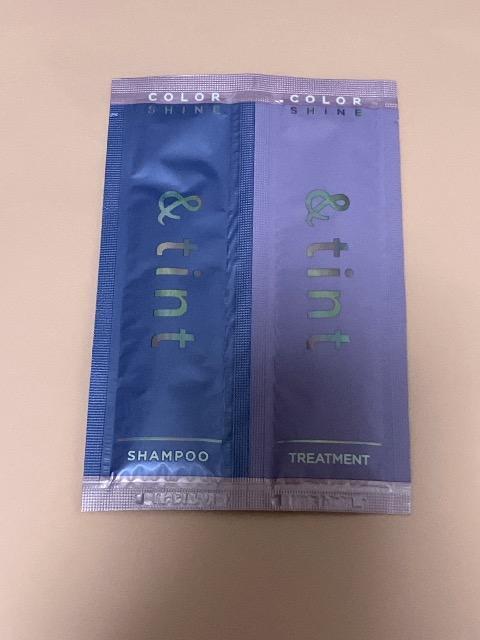 COLOR
SHINE
& tint
SHAMPOO
COLOR
SHINE
& tint
TREATMENT